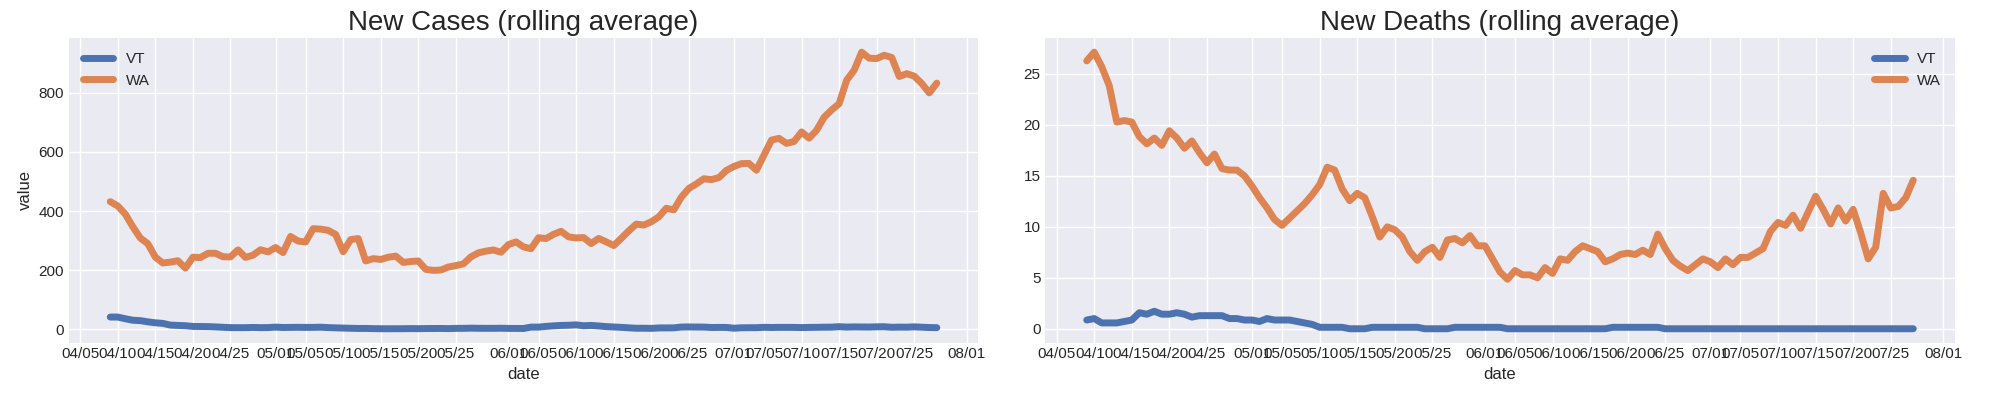 New Cases (rolling average)
VT
WA
value
800
600
400
200
0
04/05 04/10 04/15 04/20 04/25 05/01 05/05 05/10 05/15 05/20 05/25 06/01 06/05 06/10 06/15 06/20 06/25 07/01 07/05 07/10 07/15 07/20 07/25 08/01
date
New Deaths (rolling average)
VT
WA
25
20
15
10
5
0
04/05 04/10 04/15 04/20 04/25 05/01 05/05 05/10 05/15 05/20 05/25 06/01 06/05 06/10 06/15 06/20 06/25 07/01 07/05 07/10 07/15 07/20 07/25 08/01
date